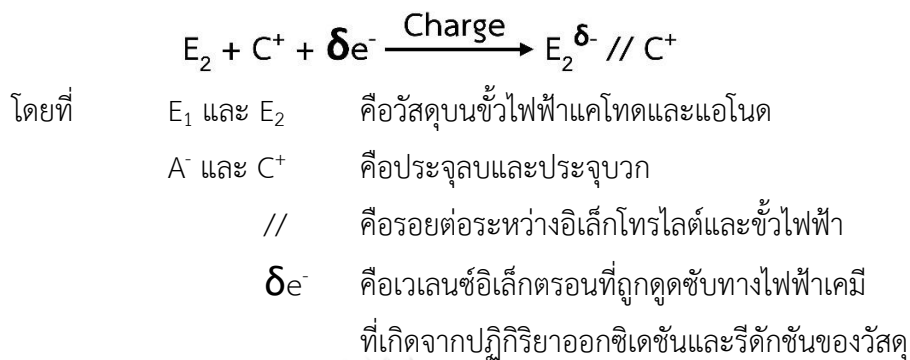 E₂ + C⁺ + δe⁻ Charge → E₂^δ- // C⁺
โดยที่ E₁ และ E₂ คือวัสดุบนขั้วไฟฟ้าแคโทดและแอโนด
A⁻ และ C⁺ คือประจุลบและประจุบวก
// คือรอยต่อระหว่างอิเล็กโทรไลต์และขั้วไฟฟ้า
δe⁻ คือเวเลนซ์อิเล็กตรอนที่ถูกดูดซับทางไฟฟ้าเคมี
ที่เกิดจากปฏิกิริยาออกซิเดชันและรีดักชันของวัสดุ